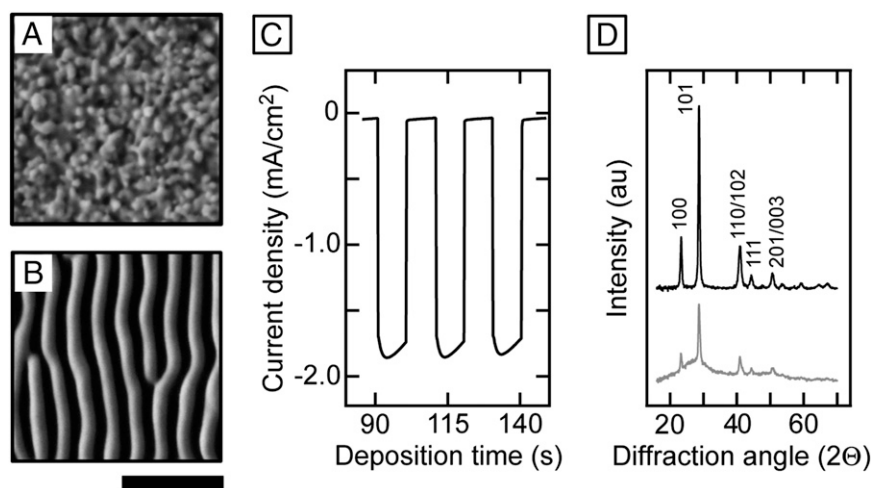 A
B
C
Current density (mA/cm²)
0
-1.0
-2.0
90
115
140
Deposition time (s)
D
Intensity (au)
100
101
110/102
111
201/003
20
40
60
Diffraction angle (2Θ)